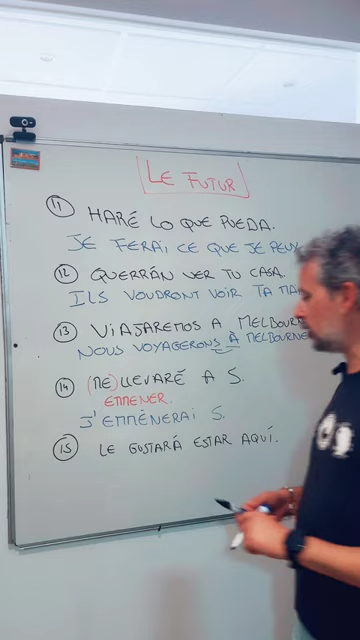 LE FUTUR
11 HARÉ LO QUE PUEDA.
JE FERAI CE QUE JE PEUX
12 QUERRÁN VER TU CASA.
ILS VOUDRONT VOIR TA
13 VIAJAREMOS A
NOUS VOYAGERONS À MELBOURNE
14 (ME) LLEVARÉ A S.
EMMENER.
J'EMMÈNERAI S.
15 LE GUSTARÁ ESTAR AQUÍ.